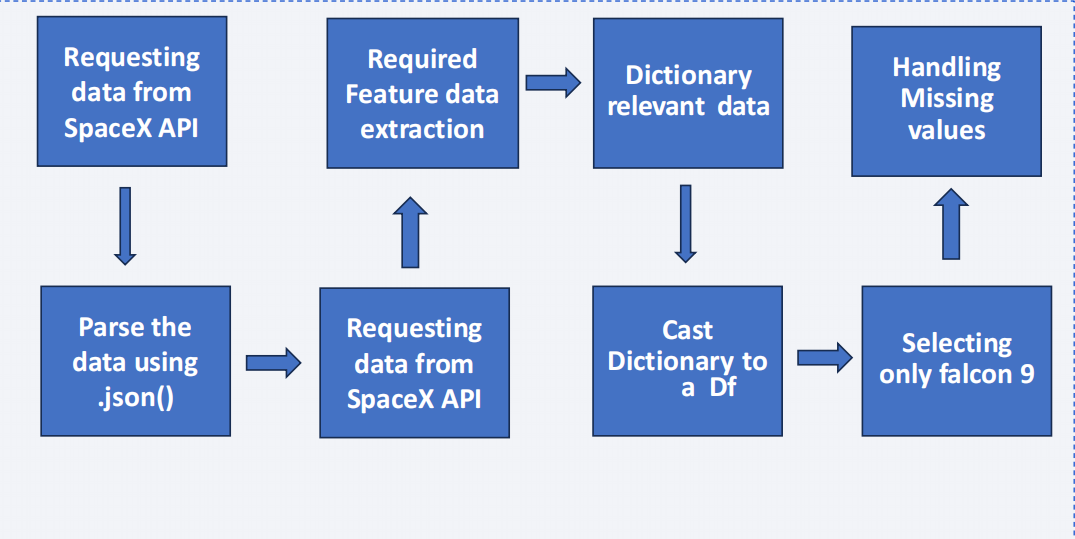 Requesting
data from
SpaceX API
Parse the
data using
.json()
Requesting
data from
SpaceX API
Required
Feature data
extraction
Dictionary
relevant data
Cast
Dictionary to
a Df
Selecting
only falcon 9
Handling
Missing
values